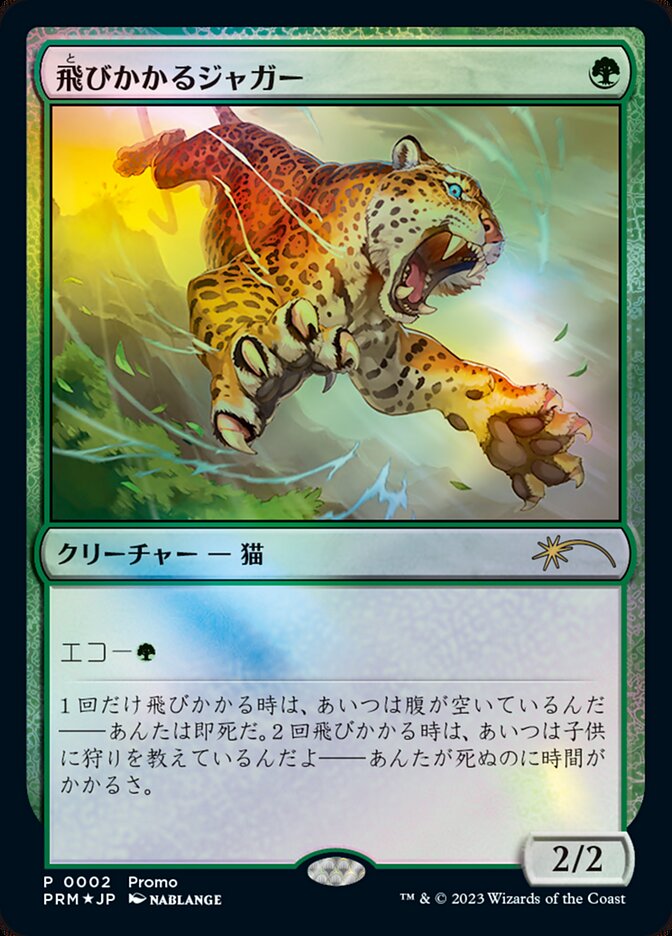 と
飛びかかるジャガー
クリーチャー — 猫
エコー
1回だけ飛びかかる時は、あいつは腹が空いているんだ
――あんたは即死だ。2回飛びかかる時は、あいつは子供
に狩りを教えているんだよ――あんたが死ぬのに時間が
かかるさ。
2/2
P 0002 Promo
PRM★JP NABLANGE
™ & © 2023 Wizards of the Coast